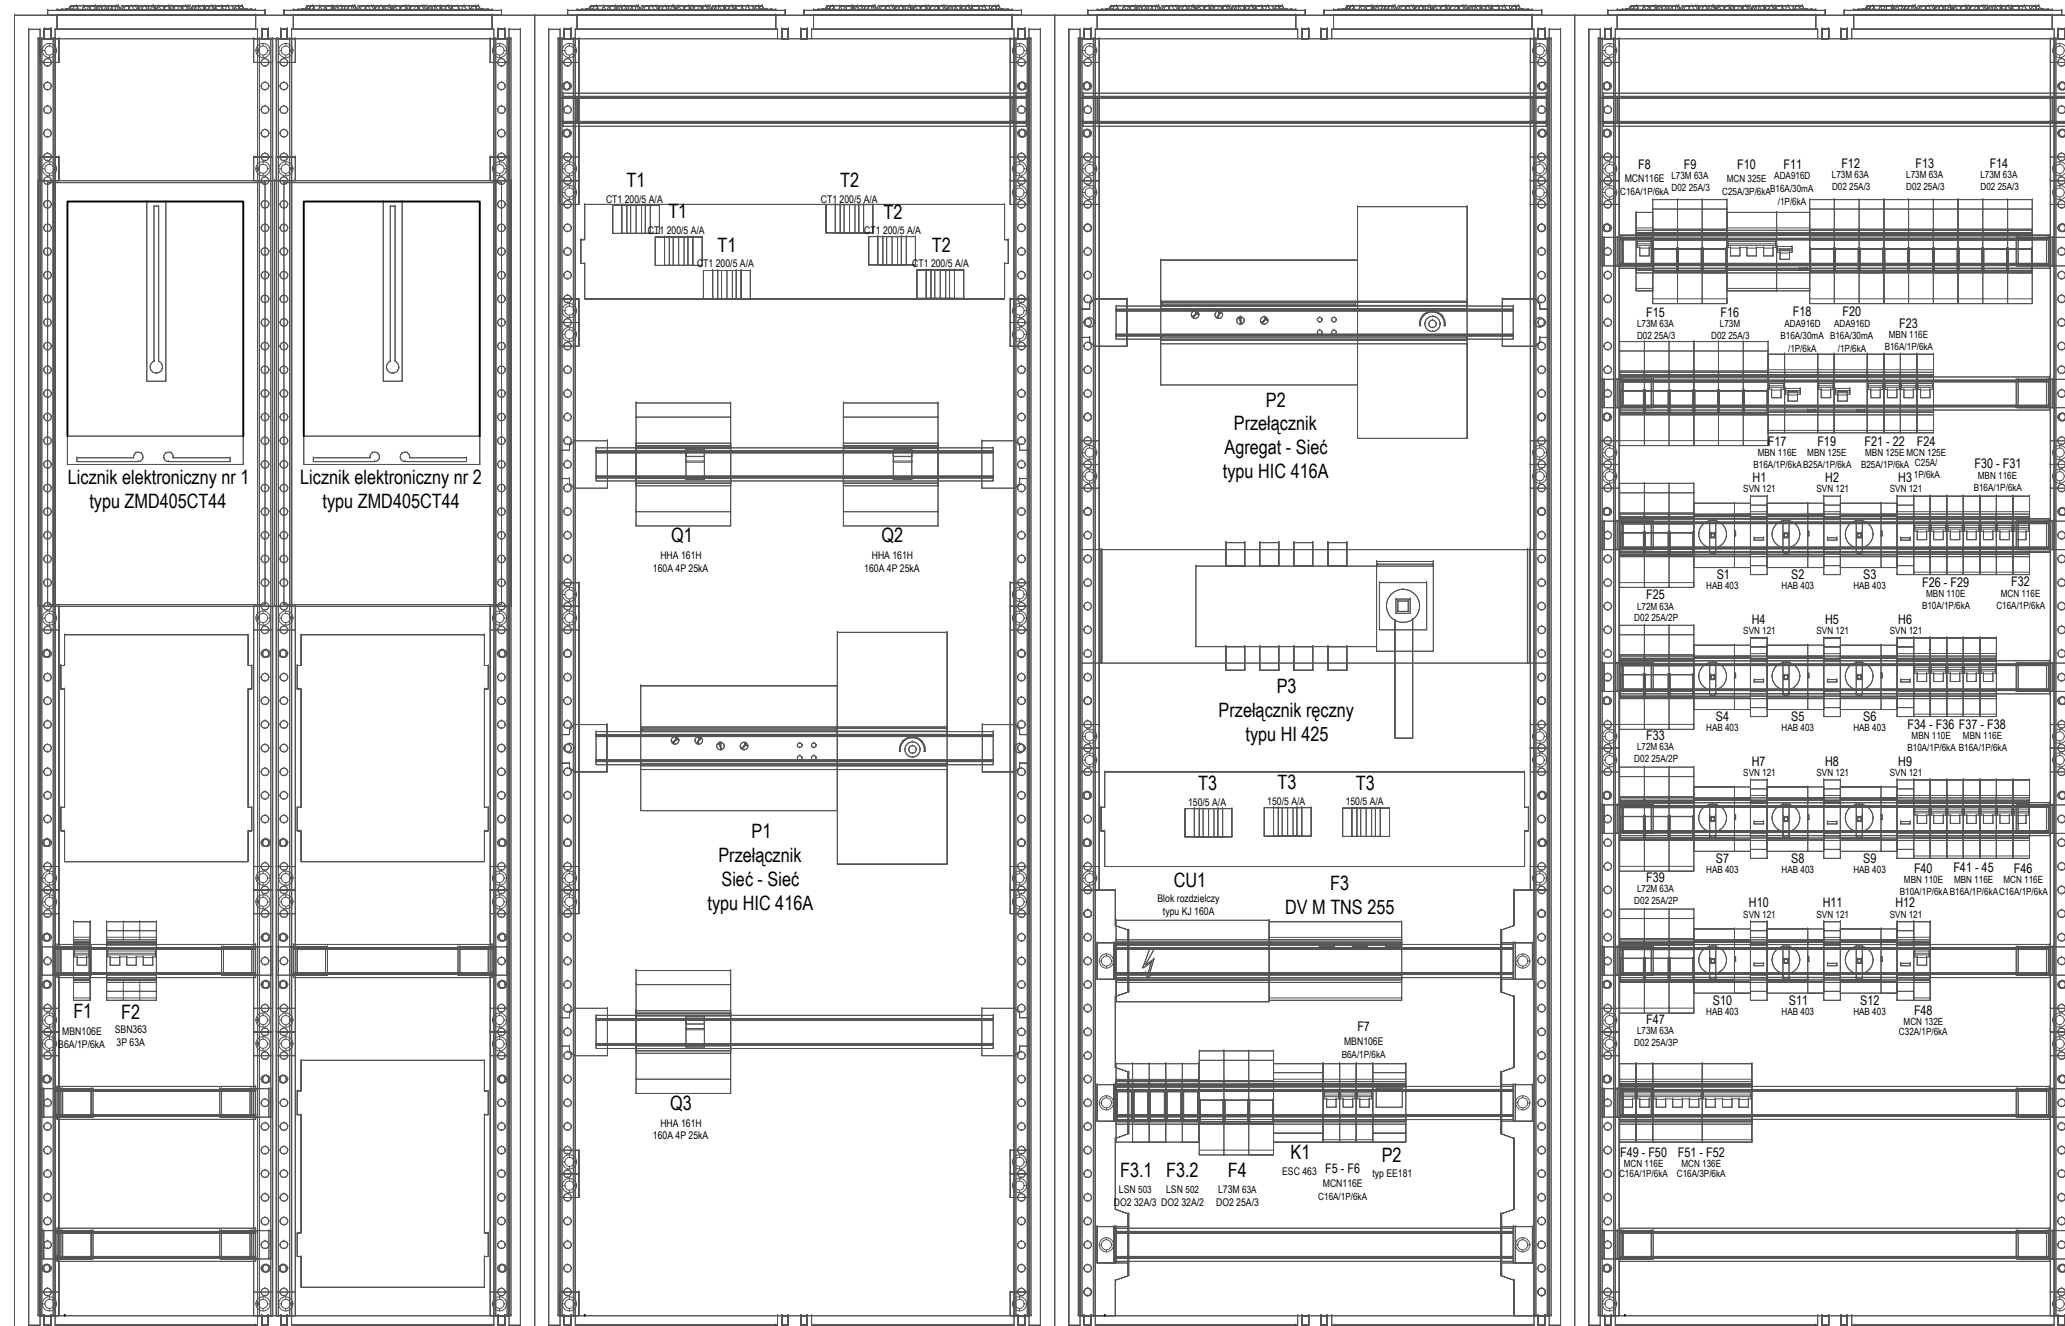 Licznik elektroniczny nr 1
typu ZMD405CT44
Licznik elektroniczny nr 2
typu ZMD405CT44
F1
MBN106E
B6A/1P/6kA
F2
SBN363
3P 63A
T1
CT1 200/5 A/A
T1
CT1 200/5 A/A
T1
CT1 200/5 A/A
T2
CT1 200/5 A/A
T2
CT1 200/5 A/A
T2
CT1 200/5 A/A
Q1
HHA 161H
160A 4P 25kA
Q2
HHA 161H
160A 4P 25kA
P1
Przełącznik
Sieć - Sieć
typu HIC 416A
Q3
HHA 161H
160A 4P 25kA
P2
Przełącznik
Agregat - Sieć
typu HIC 416A
P3
Przełącznik ręczny
typu HI 425
T3
150/5 A/A
T3
150/5 A/A
T3
150/5 A/A
CU1
Blok rozdzielczy
typu KJ 160A
F3
DV M TNS 255
F7
MBN106E
B6A/1P/6kA
F3.1
LSN 503
DO2 32A/3
F3.2
LSN 502
DO2 32A/2
F4
L73M 63A
DO2 25A/3
K1
ESC 463
F5 - F6
MCN116E
C16A/1P/6kA
P2
typ EE181
F8
MCN116E
C16A/1P/6kA
F9
L73M 63A
D02 25A/3
F10
MCN 325E
C25A/3P/6kA
F11
ADA916D
B16A/30mA
/1P/6kA
F12
L73M 63A
D02 25A/3
F13
L73M 63A
D02 25A/3
F14
L73M 63A
D02 25A/3
F15
L73M 63A
D02 25A/3
F16
L73M
D02 25A/3
F18
ADA916D
B16A/30mA
/1P/6kA
F20
ADA916D
B16A/30mA
/1P/6kA
F23
MBN 116E
B16A/1P/6kA
F17
MBN 116E
B16A/1P/6kA
F19
MBN 125E
B25A/1P/6kA
F21 - 22
MBN 125E
B25A/1P/6kA
F24
MCN 125E
C25A/
1P/6kA
H1
SVN 121
H2
SVN 121
H3
SVN 121
F30 - F31
MBN 116E
B16A/1P/6kA
F25
L72M 63A
D02 25A/2P
S1
HAB 403
S2
HAB 403
S3
HAB 403
F26 - F29
MBN 110E
B10A/1P/6kA
F32
MCN 116E
C16A/1P/6kA
H4
SVN 121
H5
SVN 121
H6
SVN 121
F33
L72M 63A
D02 25A/2P
S4
HAB 403
S5
HAB 403
S6
HAB 403
F34 - F36
MBN 110E
B10A/1P/6kA
F37 - F38
MBN 116E
B16A/1P/6kA
H7
SVN 121
H8
SVN 121
H9
SVN 121
F39
L72M 63A
D02 25A/2P
S7
HAB 403
S8
HAB 403
S9
HAB 403
F40
MBN 110E
B10A/1P/6kA
F41 - 45
MBN 116E
B16A/1P/6kA
F46
MCN 116E
C16A/1P/6kA
H10
SVN 121
H11
SVN 121
H12
SVN 121
F47
L73M 63A
D02 25A/3P
S10
HAB 403
S11
HAB 403
S12
HAB 403
F48
MCN 132E
C32A/1P/6kA
F49 - F50
MCN 116E
C16A/1P/6kA
F51 - F52
MCN 136E
C16A/3P/6kA